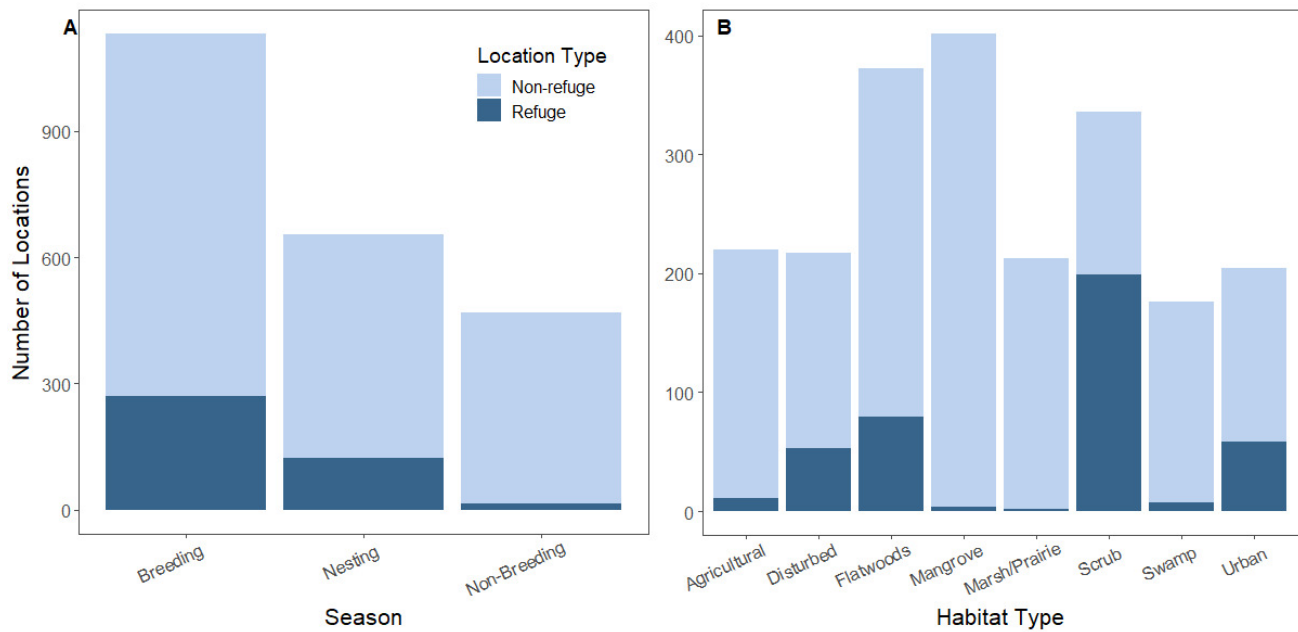 A
Location Type
Non-refuge
Refuge
900
600
300
0
Number of Locations
Breeding
Nesting
Non-Breeding
Season
B
400
300
200
100
0
Agricultural
Disturbed
Flatwoods
Mangrove
Marsh/Prairie
Scrub
Swamp
Urban
Habitat Type